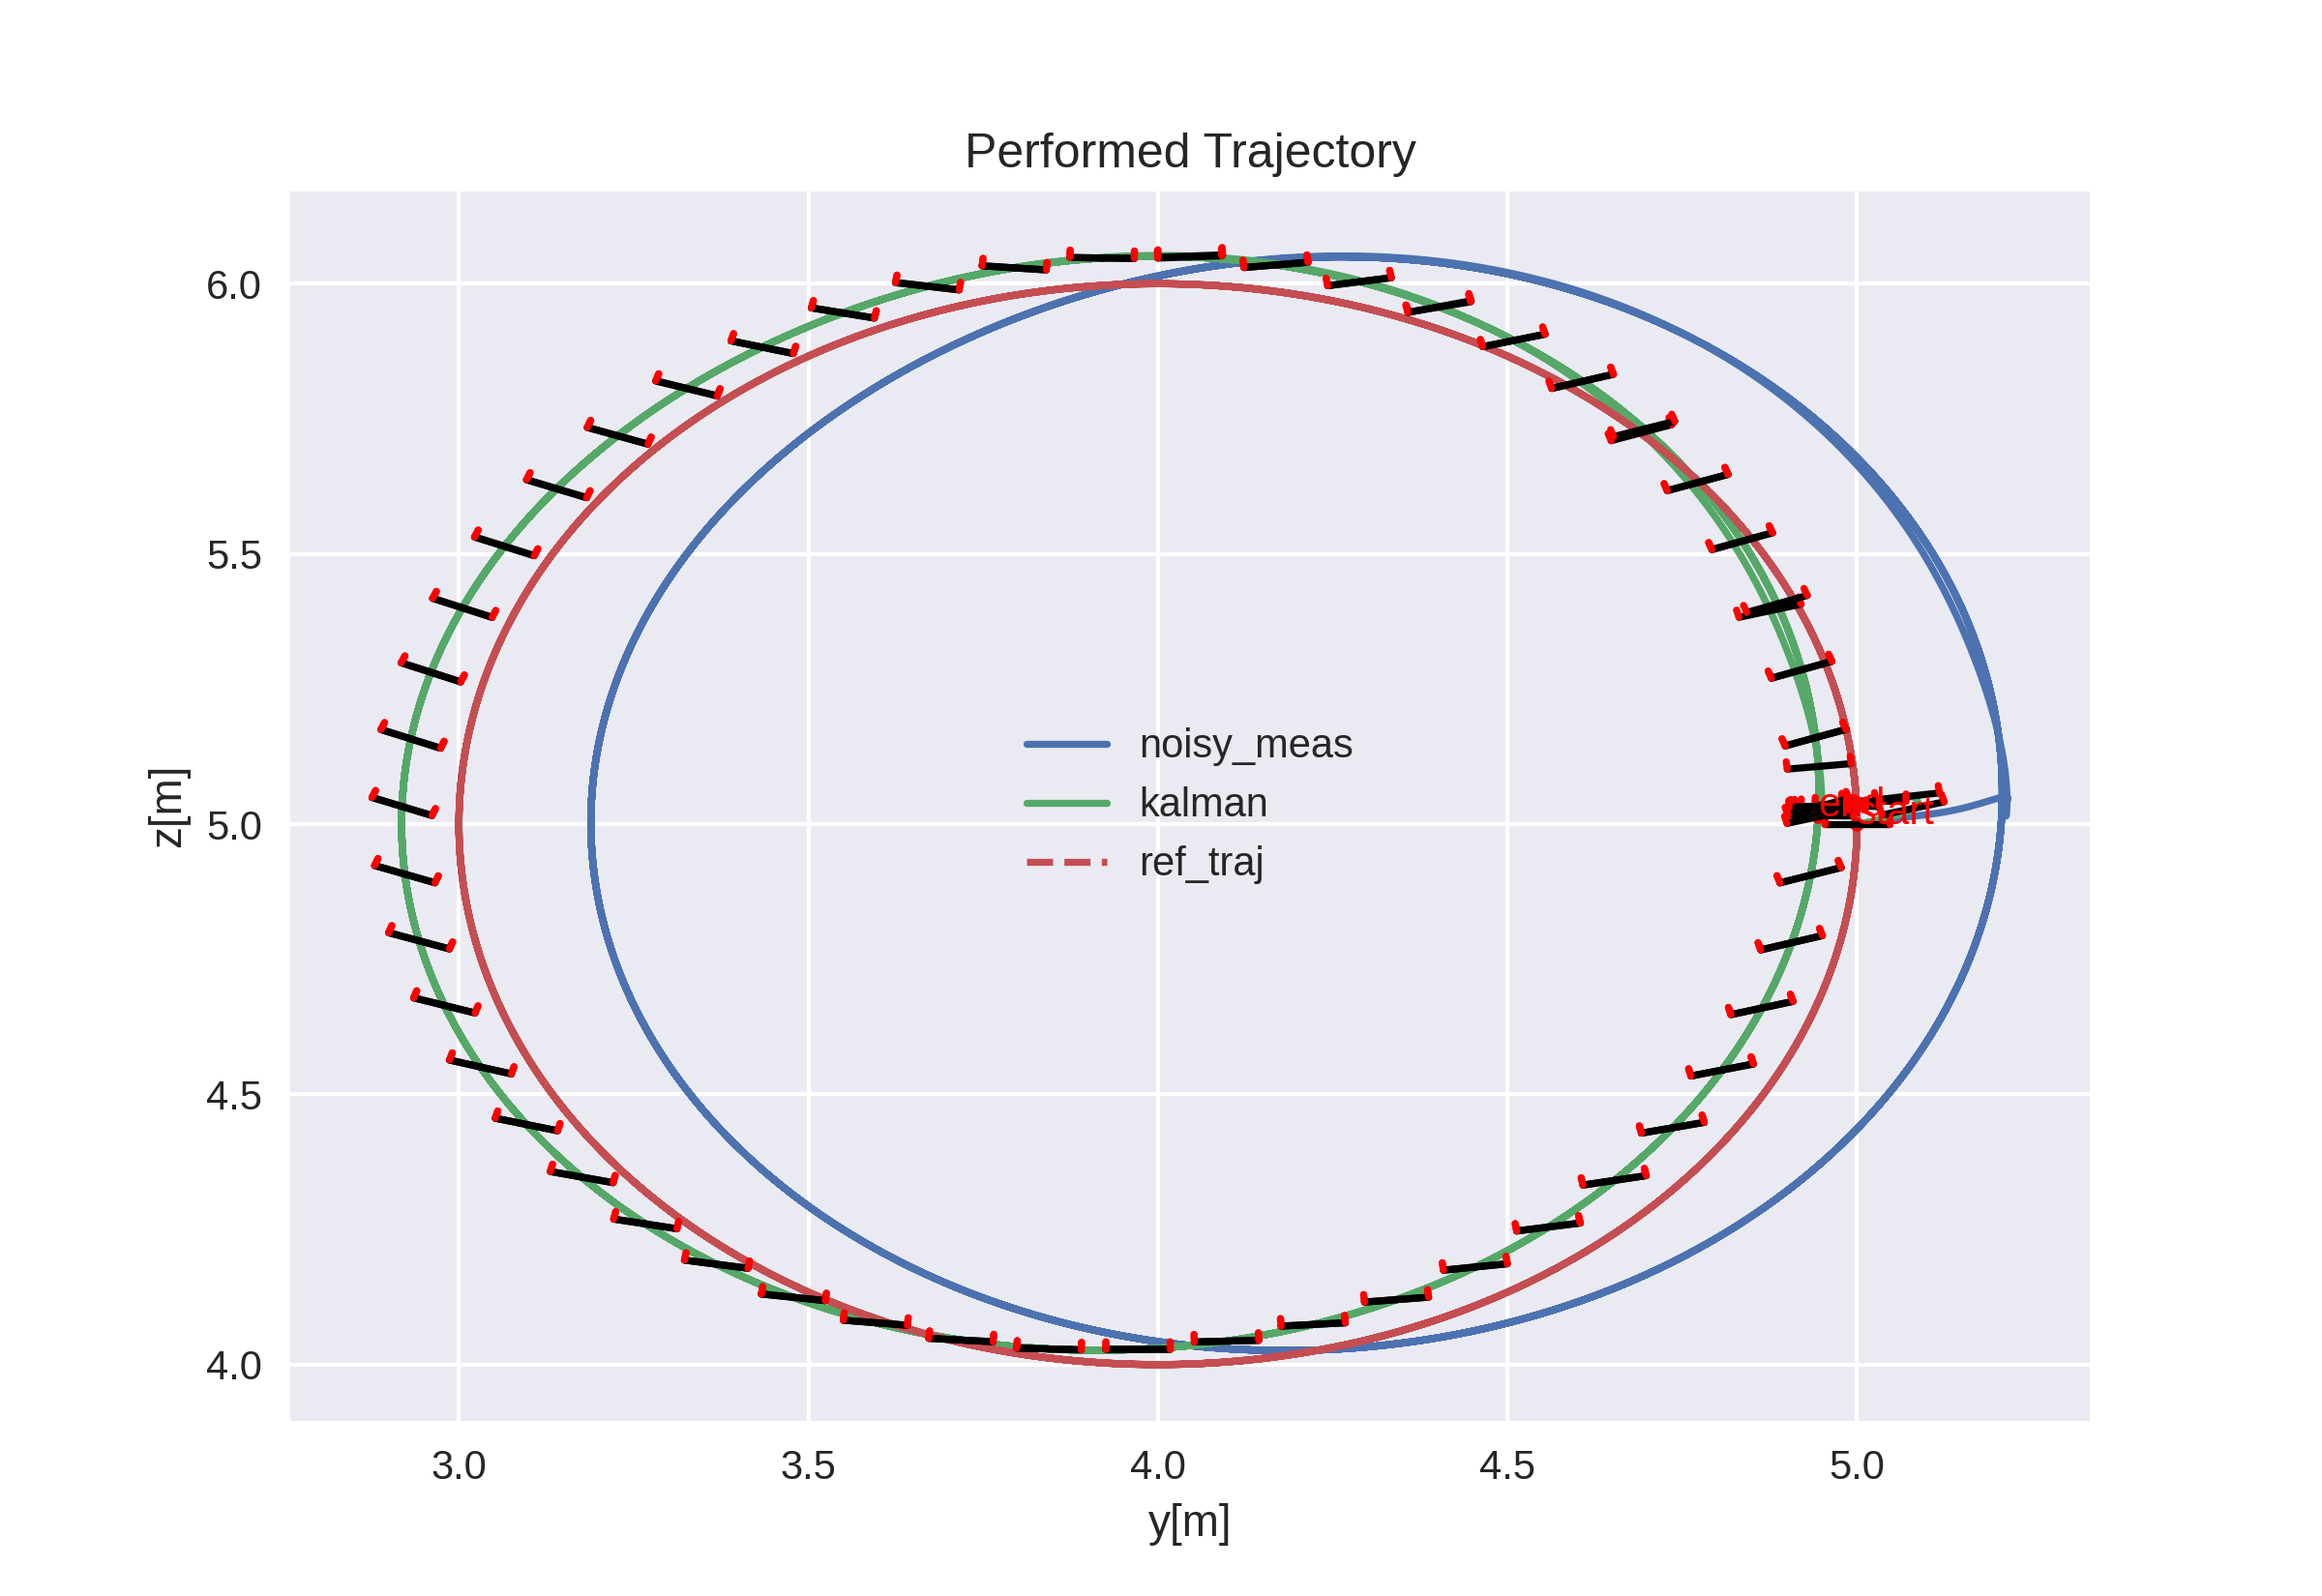 Performed Trajectory
6.0
5.5
5.0
4.5
4.0
z[m]
noisy_meas
kalman
ref_traj
end
start
3.0
3.5
4.0
4.5
5.0
y[m]